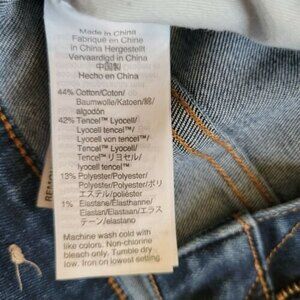 Made in China
Fabriqué en Chine
in China Hergestellt
Vervaardigd in China
中国製
Hecho en China
44% Cotton/Coton/
Baumwolle/Katoen/綿/
algodón
42% Tencel™ Lyocell/
Lyocell tencel™/
Lyocell von tencel™/
Tencel™ Lyocell/
Tencel™ リヨセル/
lyocell tencel™
13% Polyester/Polyester/
Polyester/Polyester/ポリ
エステル/poliéster
1% Elastane/Élasthanne/
Elastan/Elastaan/エラス
テーン/elastano
Machine wash cold with
like colors. Non-chlorine
bleach only. Tumble dry
low. Iron on lowest setting.